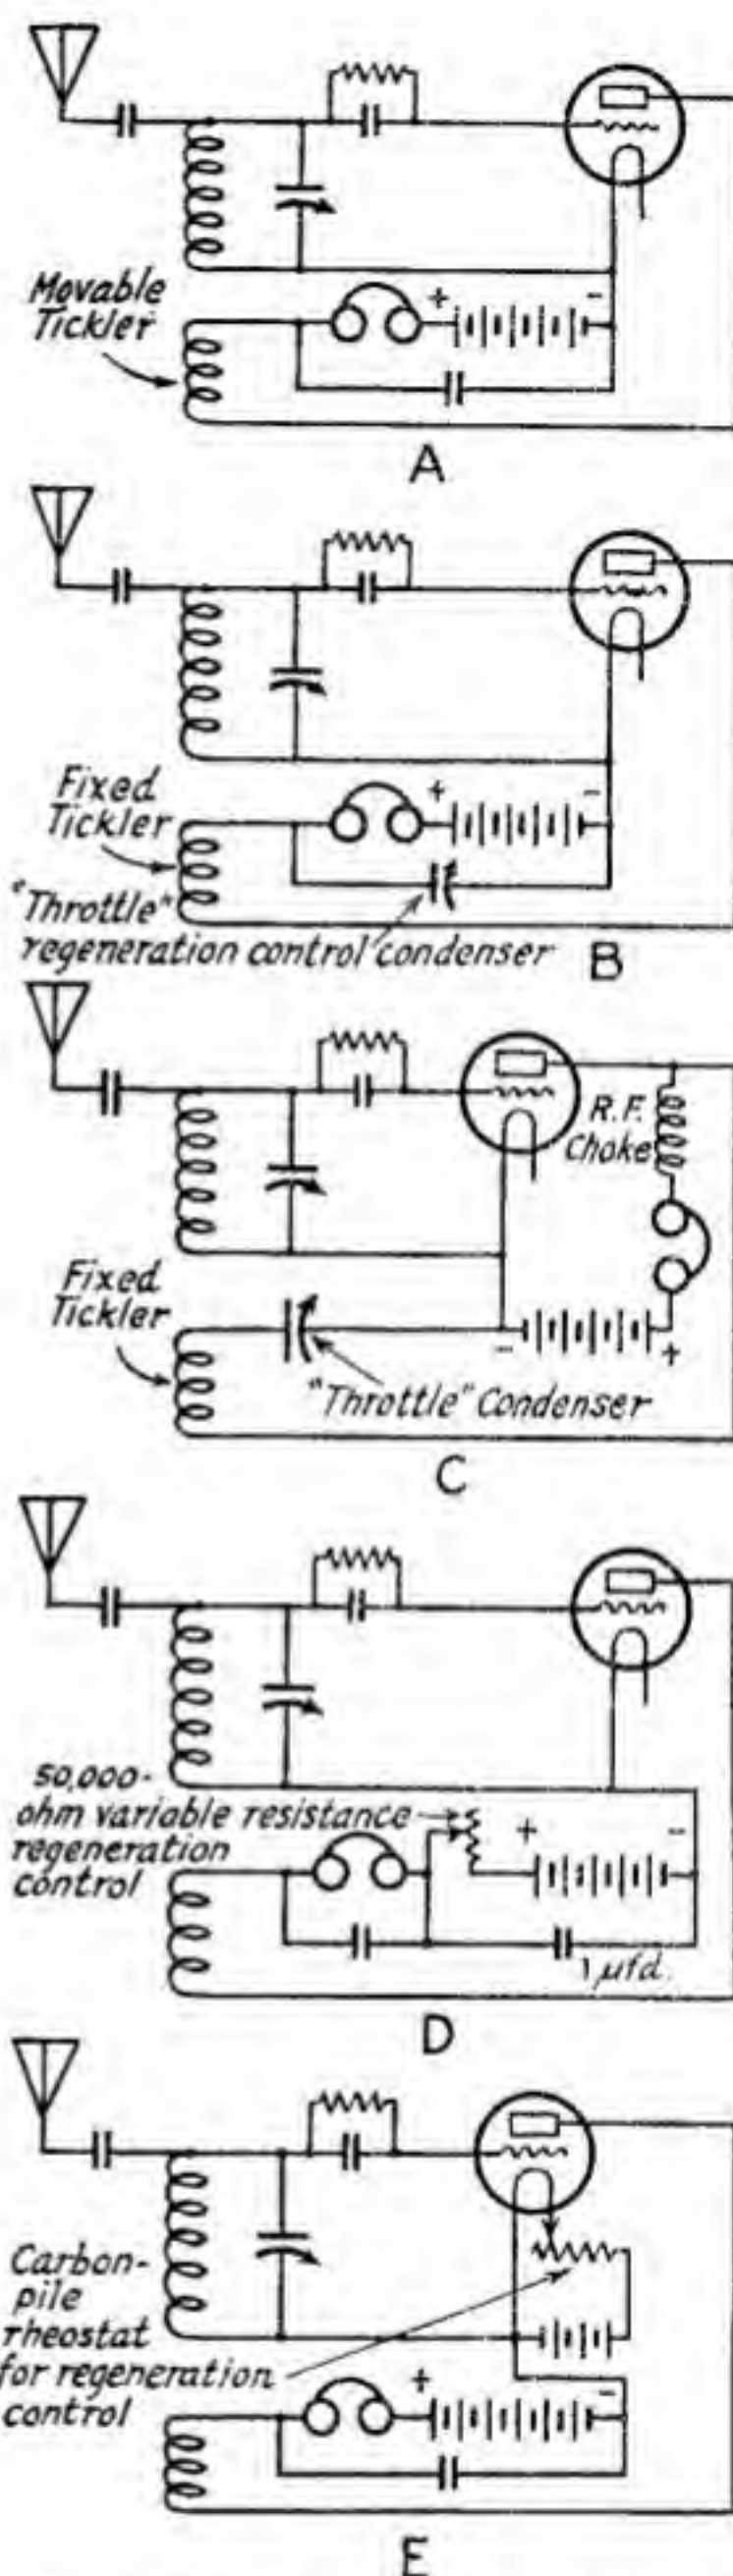 Movable
Tickler
+
-
A
Fixed
Tickler
+
-
"Throttle"
regeneration control condenser
B
R.F.
Choke
Fixed
Tickler
-
+
"Throttle" Condenser
C
50,000-
ohm variable resistance
regeneration
control
+
-
1 µfd.
D
Carbon-
pile
rheostat
for regeneration
control
+
-
E